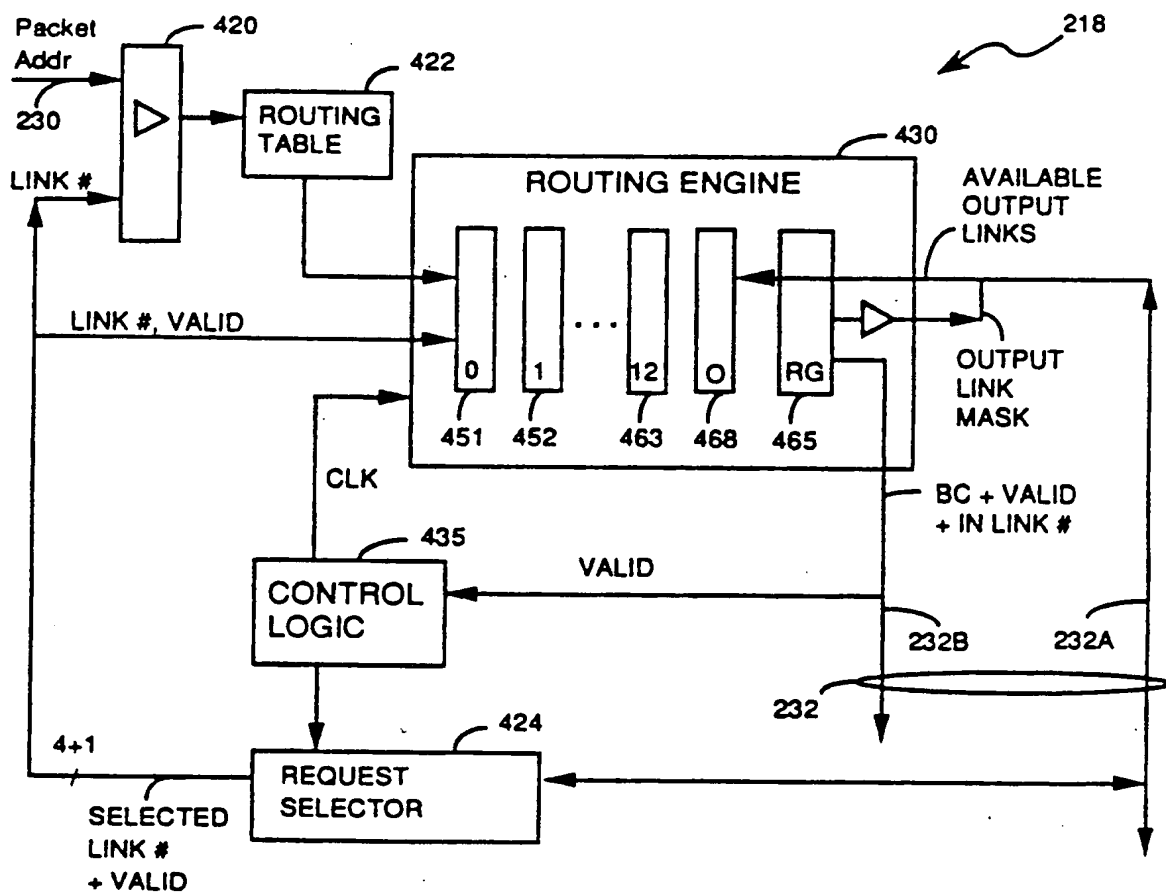 Packet
Addr
420
218
422
230
ROUTING
TABLE
430
LINK #
ROUTING ENGINE
AVAILABLE
OUTPUT
LINKS
LINK #, VALID
...
0
1
12
O
RG
OUTPUT
LINK
MASK
451
452
463
468
465
CLK
BC + VALID
+ IN LINK #
435
VALID
CONTROL
LOGIC
232B
232A
232
424
4+1
REQUEST
SELECTOR
SELECTED
LINK #
+ VALID